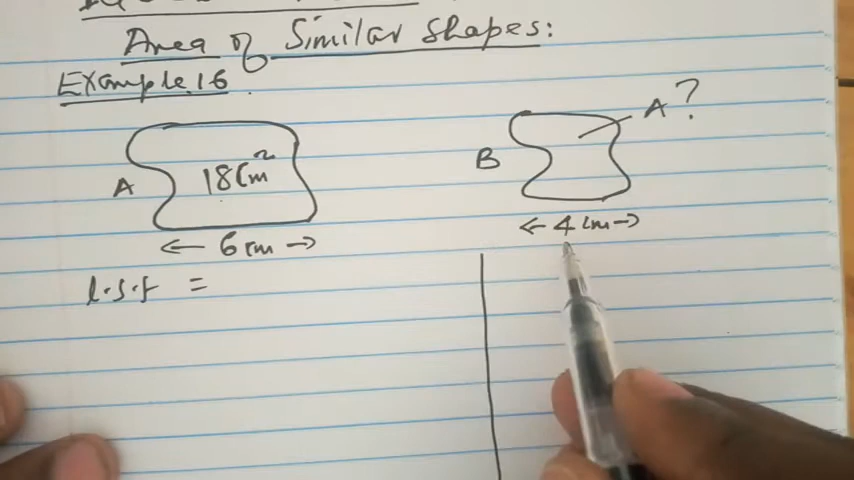 Area of Similar Shapes:
Example 16
A 18cm²
6cm
B A?
4cm
l.s.f =